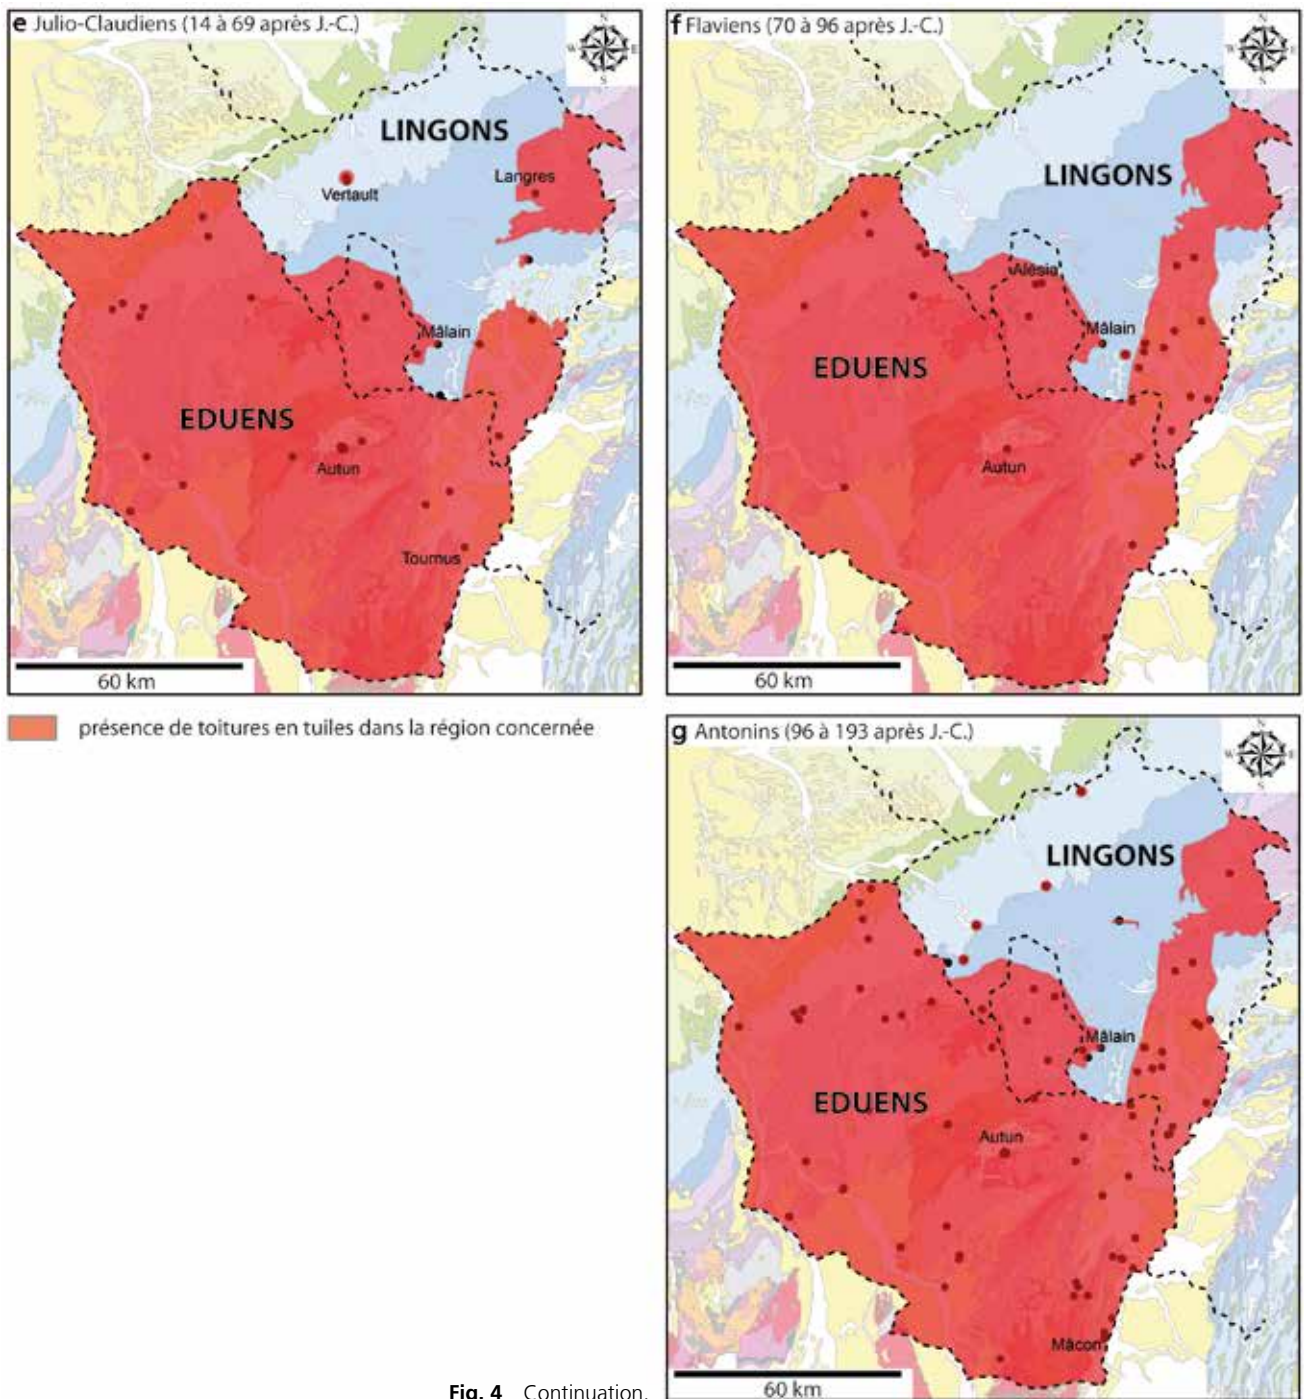 e Julio-Claudiens (14 à 69 après J.-C.)
N
W
E
S
LINGONS
Vertault
Langres
Mâlain
EDUENS
Autun
Tournus
60 km
f Flaviens (70 à 96 après J.-C.)
N
W
E
S
LINGONS
Alésia
Mâlain
EDUENS
Autun
60 km
présence de toitures en tuiles dans la région concernée
g Antonins (96 à 193 après J.-C.)
N
W
E
S
LINGONS
Mâlain
EDUENS
Autun
Mâcon
60 km
Fig. 4 Continuation.